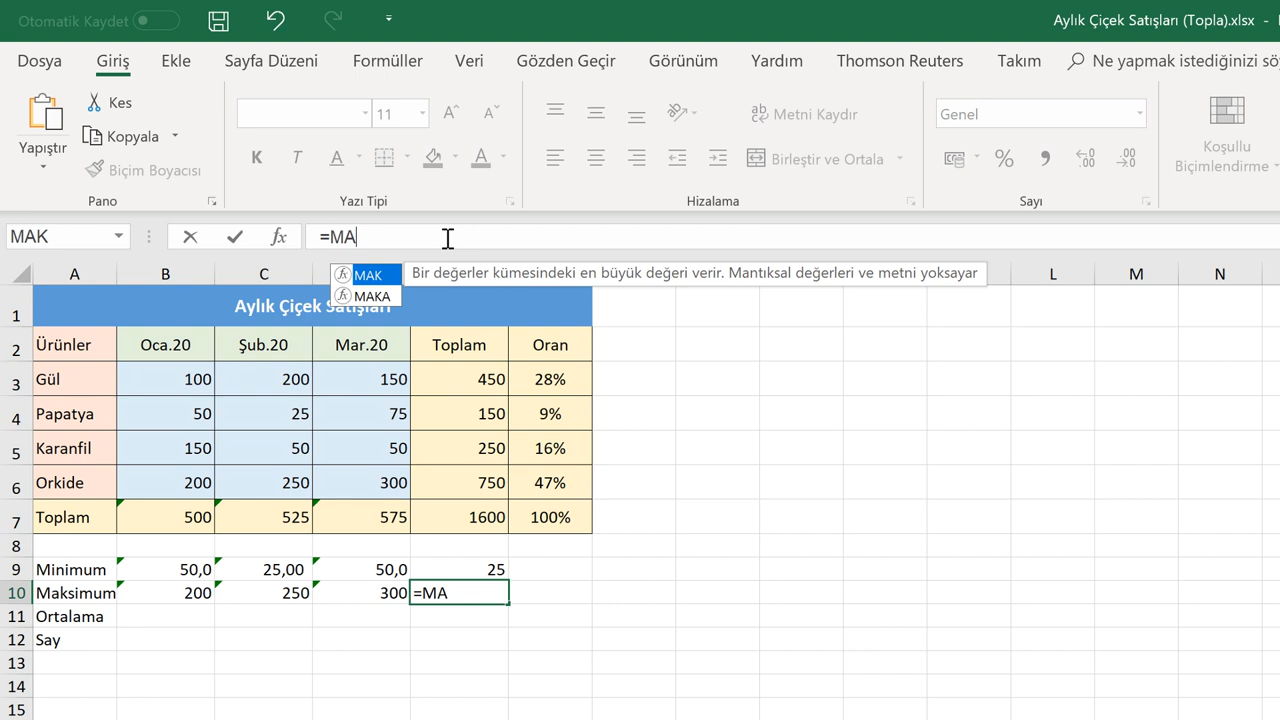 Otomatik Kaydet
Aylık Çiçek Satışları (Topla).xlsx -
Dosya Giriş Ekle Sayfa Düzeni Formüller Veri Gözden Geçir Görünüm Yardım Thomson Reuters Takım Ne yapmak istediğinizi söy
Yapıştır
Kes
Kopyala
Biçim Boyacısı
Pano
11
K T A A
Yazı Tipi
ab Metni Kaydır
Birleştir ve Ortala
Hizalama
Genel
% ,00
Sayı
Koşullu
Biçimlendirme
MAK fx =MA
MAK Bir değerler kümesindeki en büyük değeri verir. Mantıksal değerleri ve metni yoksayar
MAKA
A B C L M N
1 Aylık Çiçek Satışları
2 Ürünler Oca.20 Şub.20 Mar.20 Toplam Oran
3 Gül 100 200 150 450 28%
4 Papatya 50 25 75 150 9%
5 Karanfil 150 50 50 250 16%
6 Orkide 200 250 300 750 47%
7 Toplam 500 525 575 1600 100%
8
9 Minimum 50,0 25,00 50,0 25
10 Maksimum 200 250 300 =MA
11 Ortalama
12 Say
13
14
15